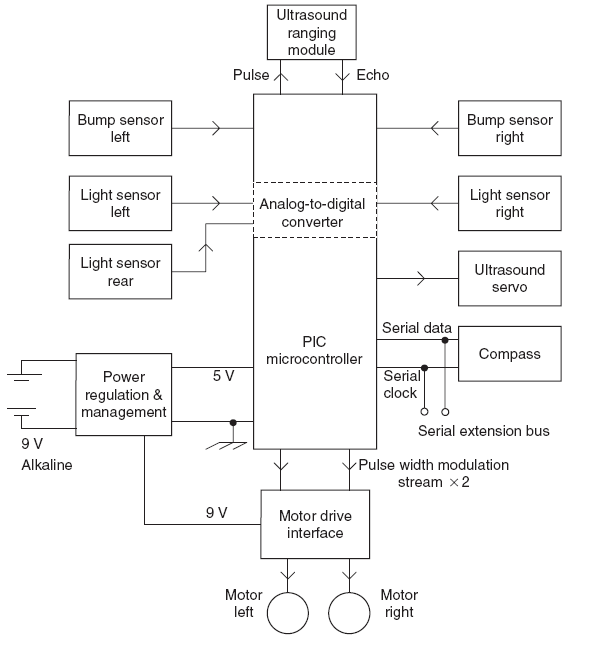 Ultrasound
ranging
module
Pulse
Echo
Bump sensor
left
Bump sensor
right
Light sensor
left
Analog-to-digital
converter
Light sensor
right
Light sensor
rear
Ultrasound
servo
PIC
microcontroller
Serial data
Compass
Serial
clock
Serial extension bus
Power
regulation &
management
5 V
9 V
Alkaline
Pulse width modulation
stream ×2
9 V
Motor drive
interface
Motor
left
Motor
right